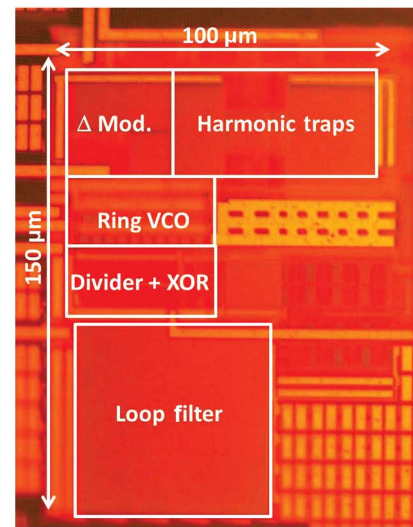 100 μm
Δ Mod.
Harmonic traps
Ring VCO
150 μm
Divider + XOR
Loop filter